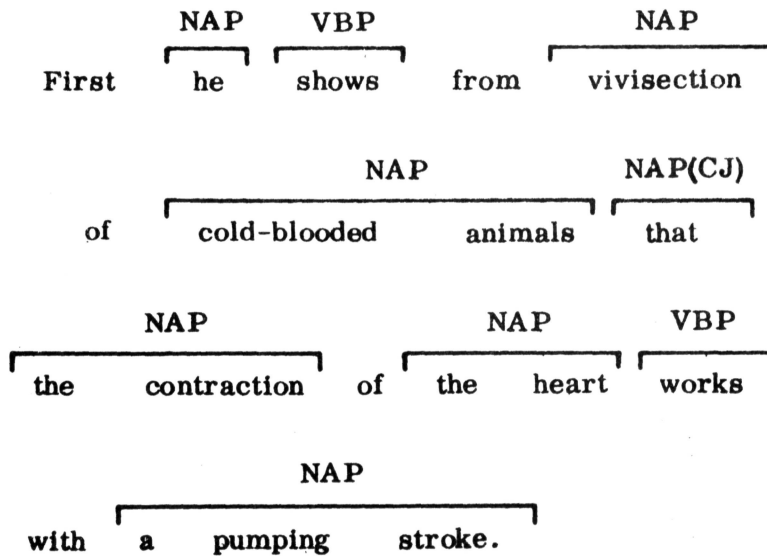 NAP VBP NAP
First he shows from vivisection
NAP NAP(CJ)
of cold-blooded animals that
NAP NAP VBP
the contraction of the heart works
NAP
with a pumping stroke.